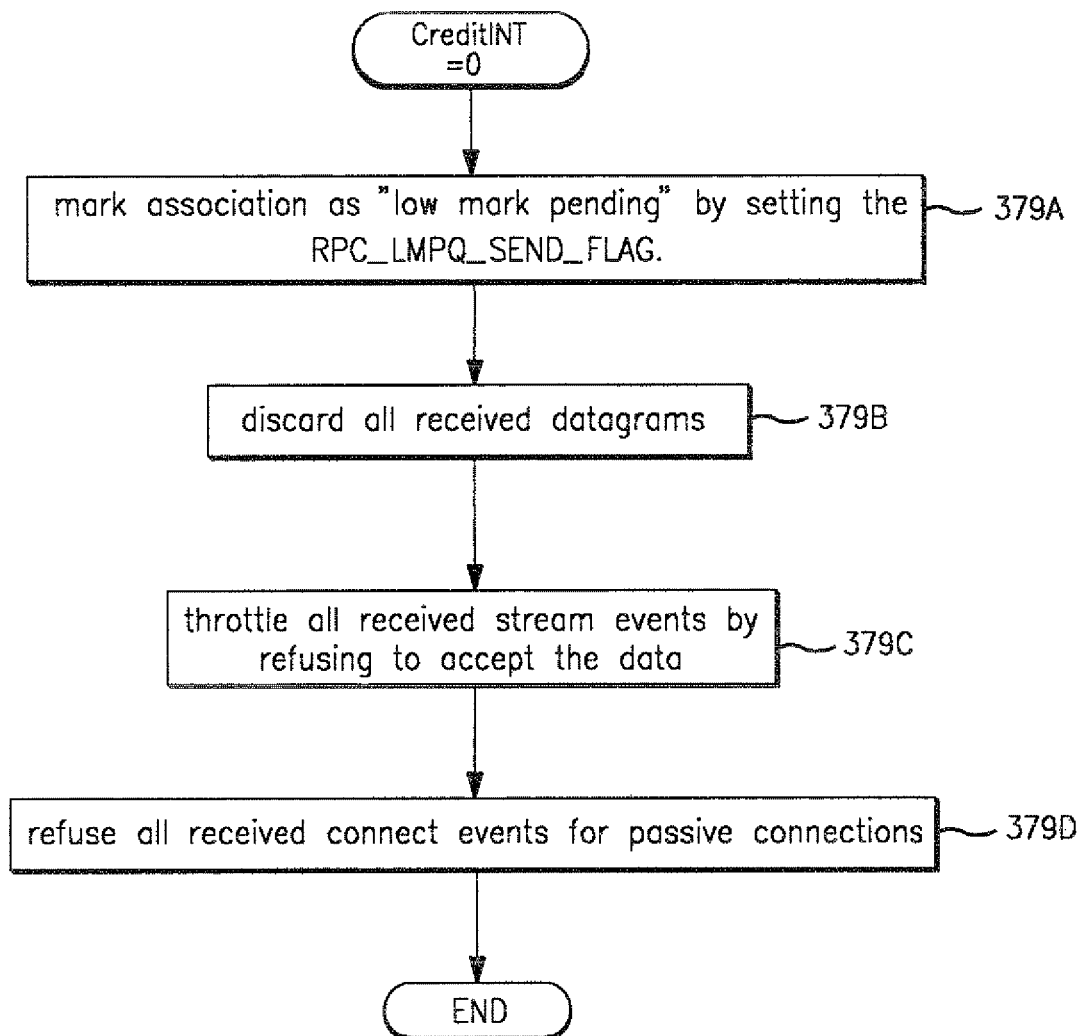 CreditINT
=0
mark association as "low mark pending" by setting the
RPC_LMPQ_SEND_FLAG.
379A
discard all received datagrams
379B
throttle all received stream events by
refusing to accept the data
379C
refuse all received connect events for passive connections
379D
END